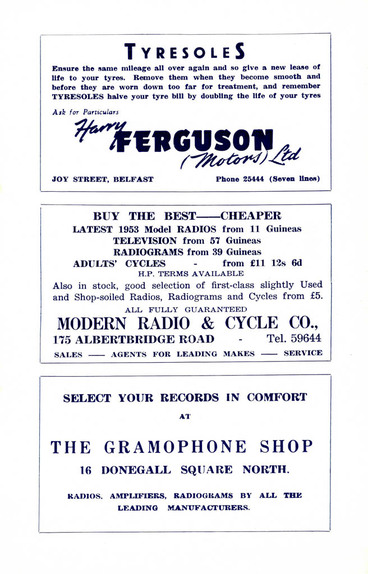 TYRESOLES
Ensure the same mileage all over again and so give a new lease of
life to your tyres. Remove them when they become smooth and
before they are worn down too far for treatment, and remember
TYRESOLES halve your tyre bill by doubling the life of your tyres
Ask for Particulars
Harry
FERGUSON
(Motors) Ltd
JOY STREET, BELFAST Phone 25444 (Seven lines)
BUY THE BEST—CHEAPER
LATEST 1953 Model RADIOS from 11 Guineas
TELEVISION from 57 Guineas
RADIOGRAMS from 39 Guineas
ADULTS' CYCLES - from £11 12s 6d
H.P. TERMS AVAILABLE
Also in stock, good selection of first-class slightly Used
and Shop-soiled Radios, Radiograms and Cycles from £5.
ALL FULLY GUARANTEED
MODERN RADIO & CYCLE CO.,
175 ALBERTBRIDGE ROAD - Tel. 59644
SALES — AGENTS FOR LEADING MAKES — SERVICE
SELECT YOUR RECORDS IN COMFORT
AT
THE GRAMOPHONE SHOP
16 DONEGALL SQUARE NORTH.
RADIOS. AMPLIFIERS, RADIOGRAMS BY ALL THE
LEADING MANUFACTURERS.